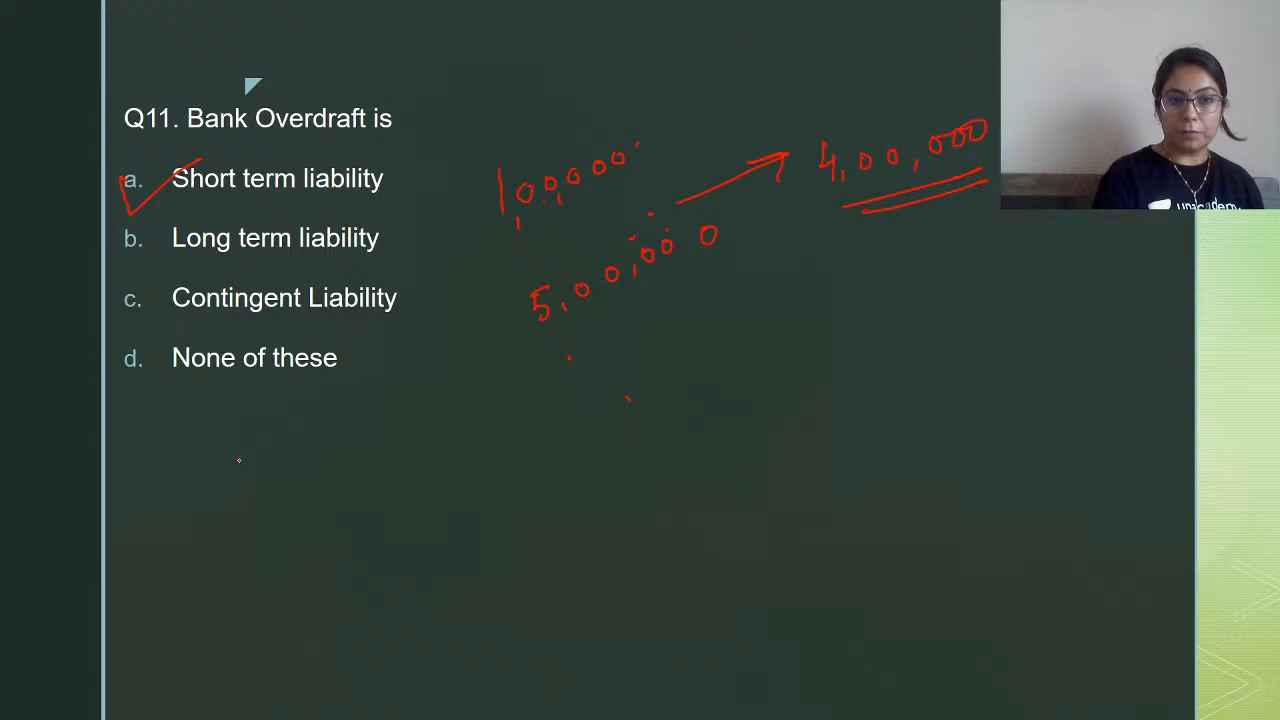 Q11. Bank Overdraft is
a. Short term liability
b. Long term liability
c. Contingent Liability
d. None of these
1,00,000
5,00,000
4,00,000
unacademy